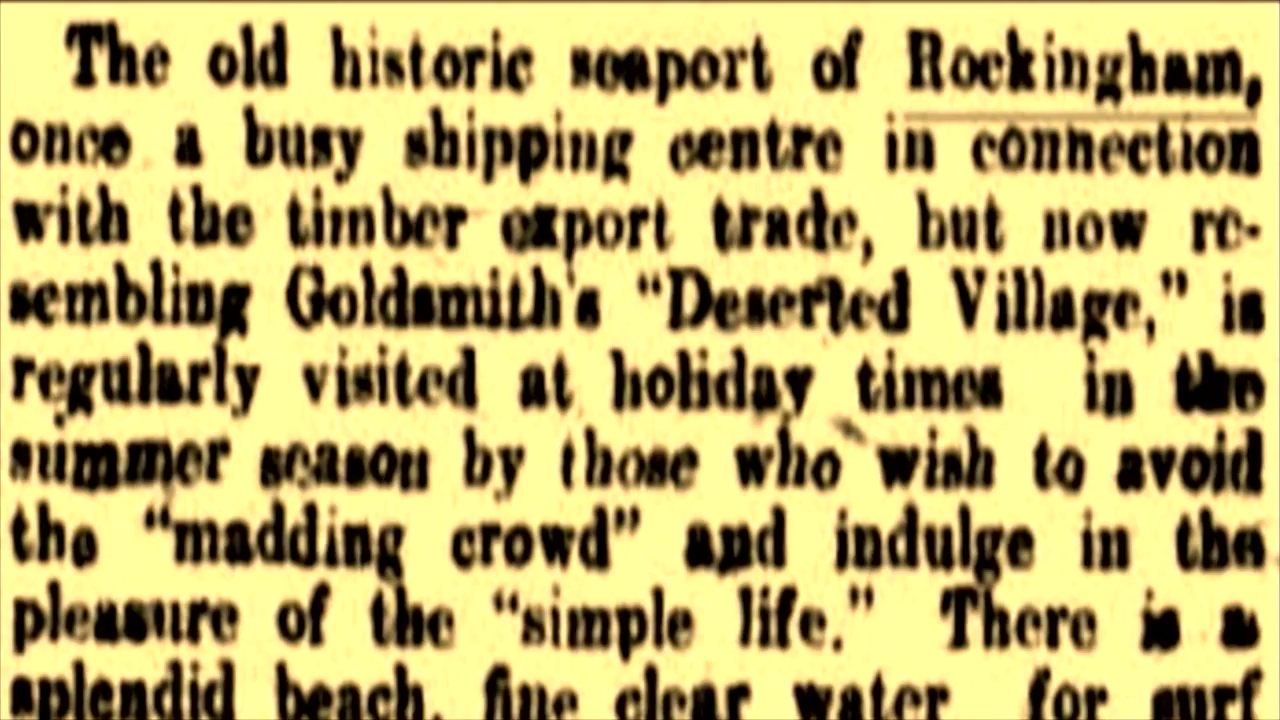 The old historic seaport of Rockingham,
once a busy shipping centre in connection
with the timber export trade, but now re-
sembling Goldsmith's "Deserted Village," is
regularly visited at holiday times in the
summer season by those who wish to avoid
the "madding crowd" and indulge in the
pleasure of the "simple life." There is a
splendid beach, fine clear water for surf